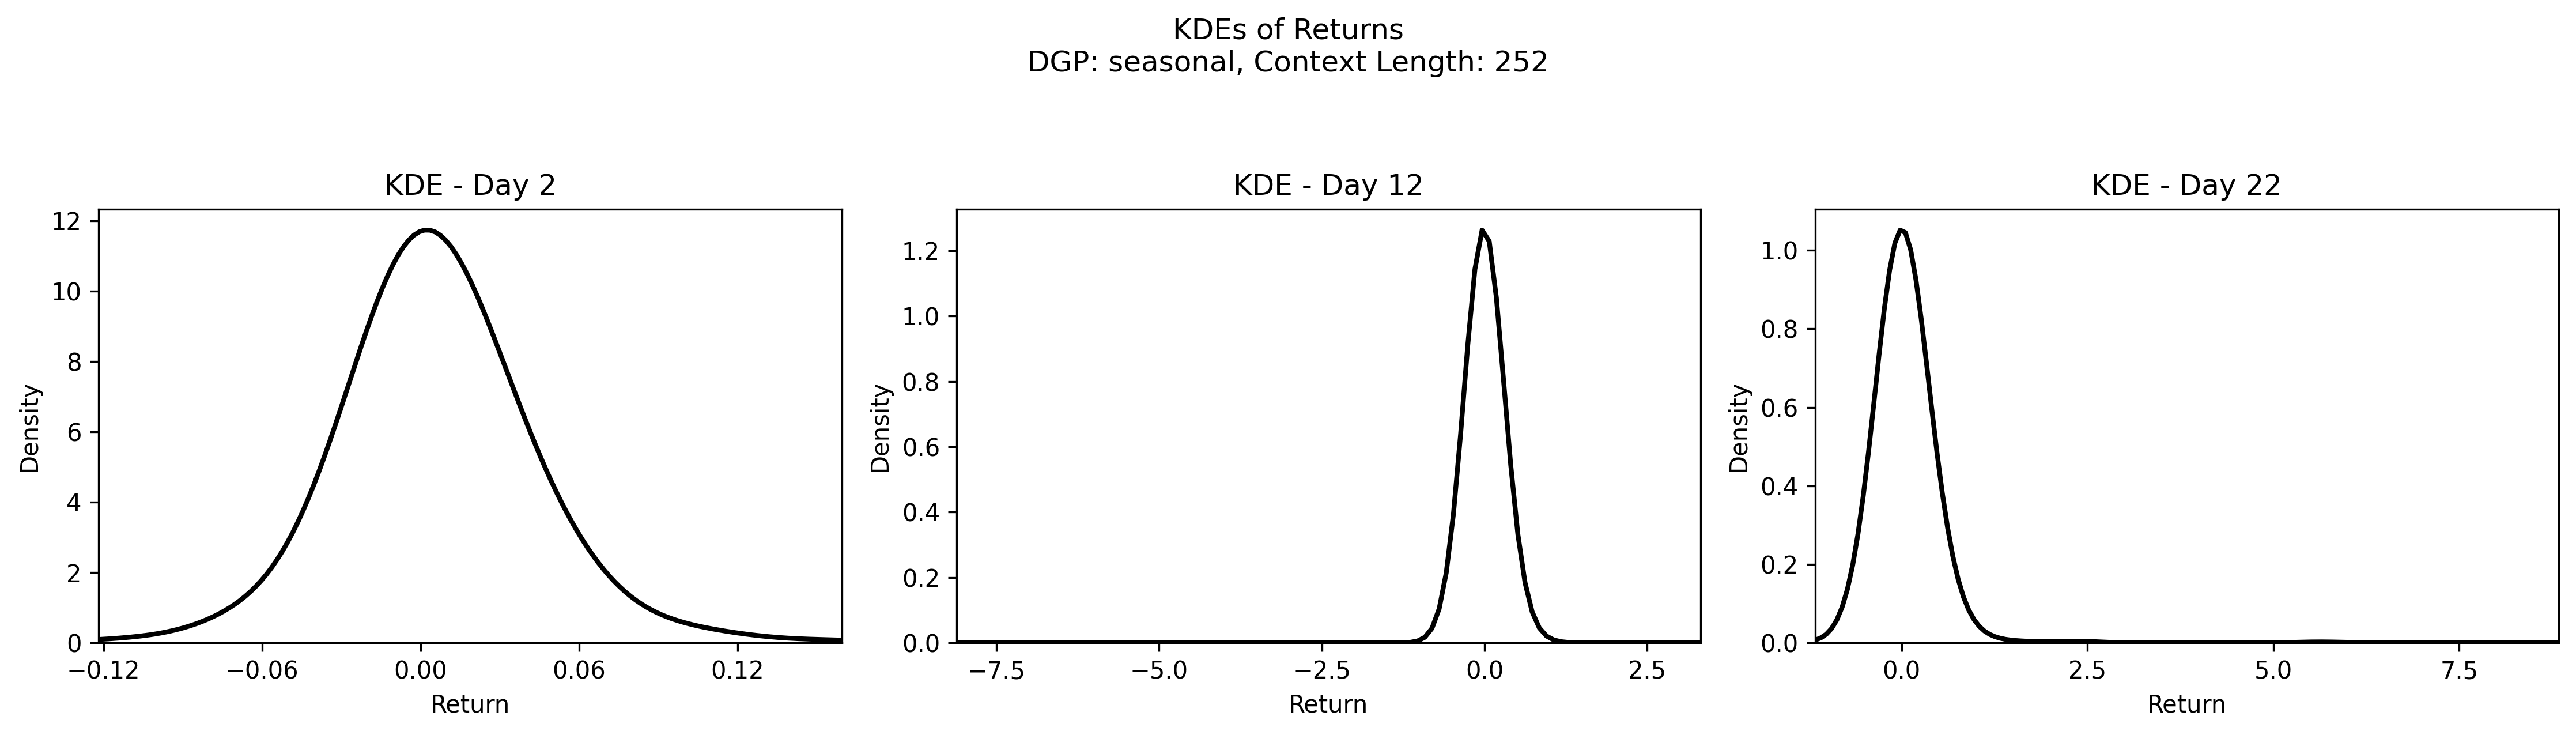 KDEs of Returns
DGP: seasonal, Context Length: 252
KDE - Day 2
12
10
8
6
4
2
0
Density
−0.12 −0.06 0.00 0.06 0.12
Return
KDE - Day 12
1.2
1.0
0.8
0.6
0.4
0.2
0.0
Density
−7.5 −5.0 −2.5 0.0 2.5
Return
KDE - Day 22
1.0
0.8
0.6
0.4
0.2
0.0
Density
0.0 2.5 5.0 7.5
Return